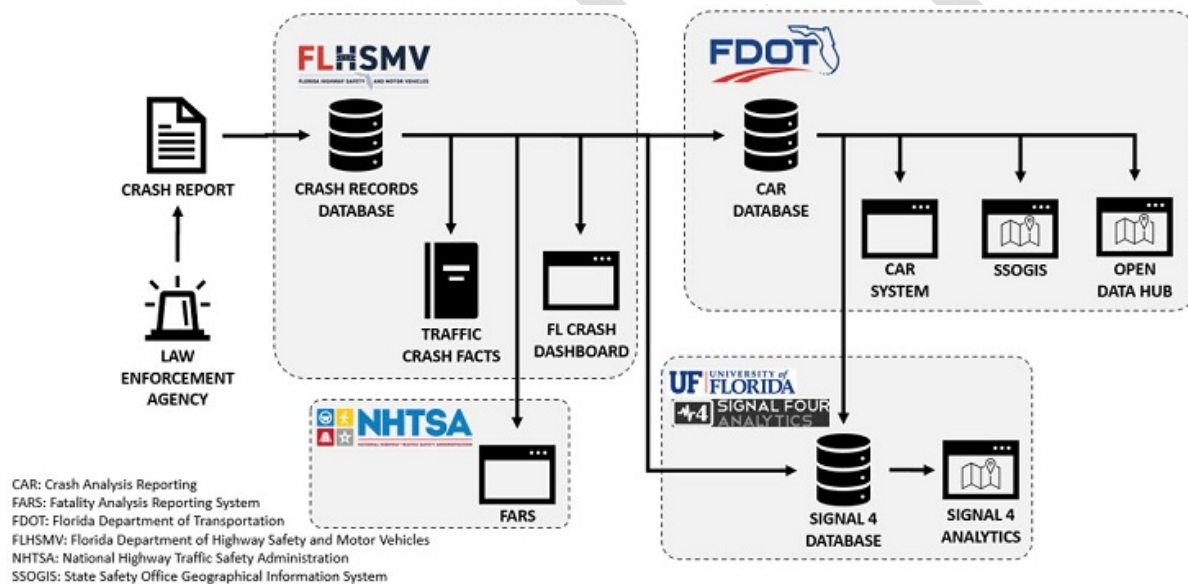 FLHSMV
FLORIDA HIGHWAY SAFETY AND MOTOR VEHICLES
FDOT
CRASH REPORT
CRASH RECORDS
DATABASE
CAR
DATABASE
CAR
SYSTEM
SSOGIS
OPEN
DATA HUB
LAW
ENFORCEMENT
AGENCY
TRAFFIC
CRASH FACTS
FL CRASH
DASHBOARD
UF UNIVERSITY of
FLORIDA
4 SIGNAL FOUR
ANALYTICS
NHTSA
NATIONAL HIGHWAY TRAFFIC SAFETY ADMINISTRATION
FARS
SIGNAL 4
DATABASE
SIGNAL 4
ANALYTICS
CAR: Crash Analysis Reporting
FARS: Fatality Analysis Reporting System
FDOT: Florida Department of Transportation
FLHSMV: Florida Department of Highway Safety and Motor Vehicles
NHTSA: National Highway Traffic Safety Administration
SSOGIS: State Safety Office Geographical Information System